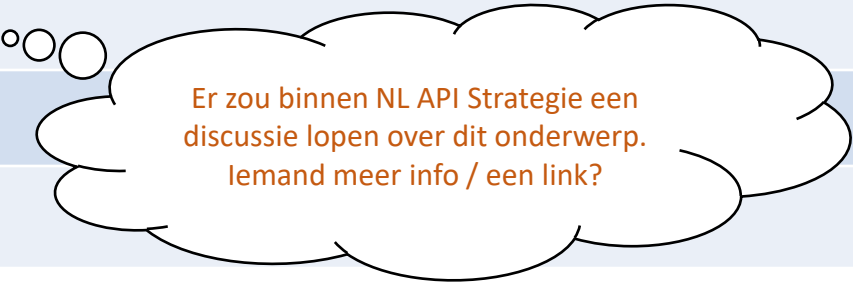 Er zou binnen NL API Strategie een
discussie lopen over dit onderwerp.
Iemand meer info / een link?